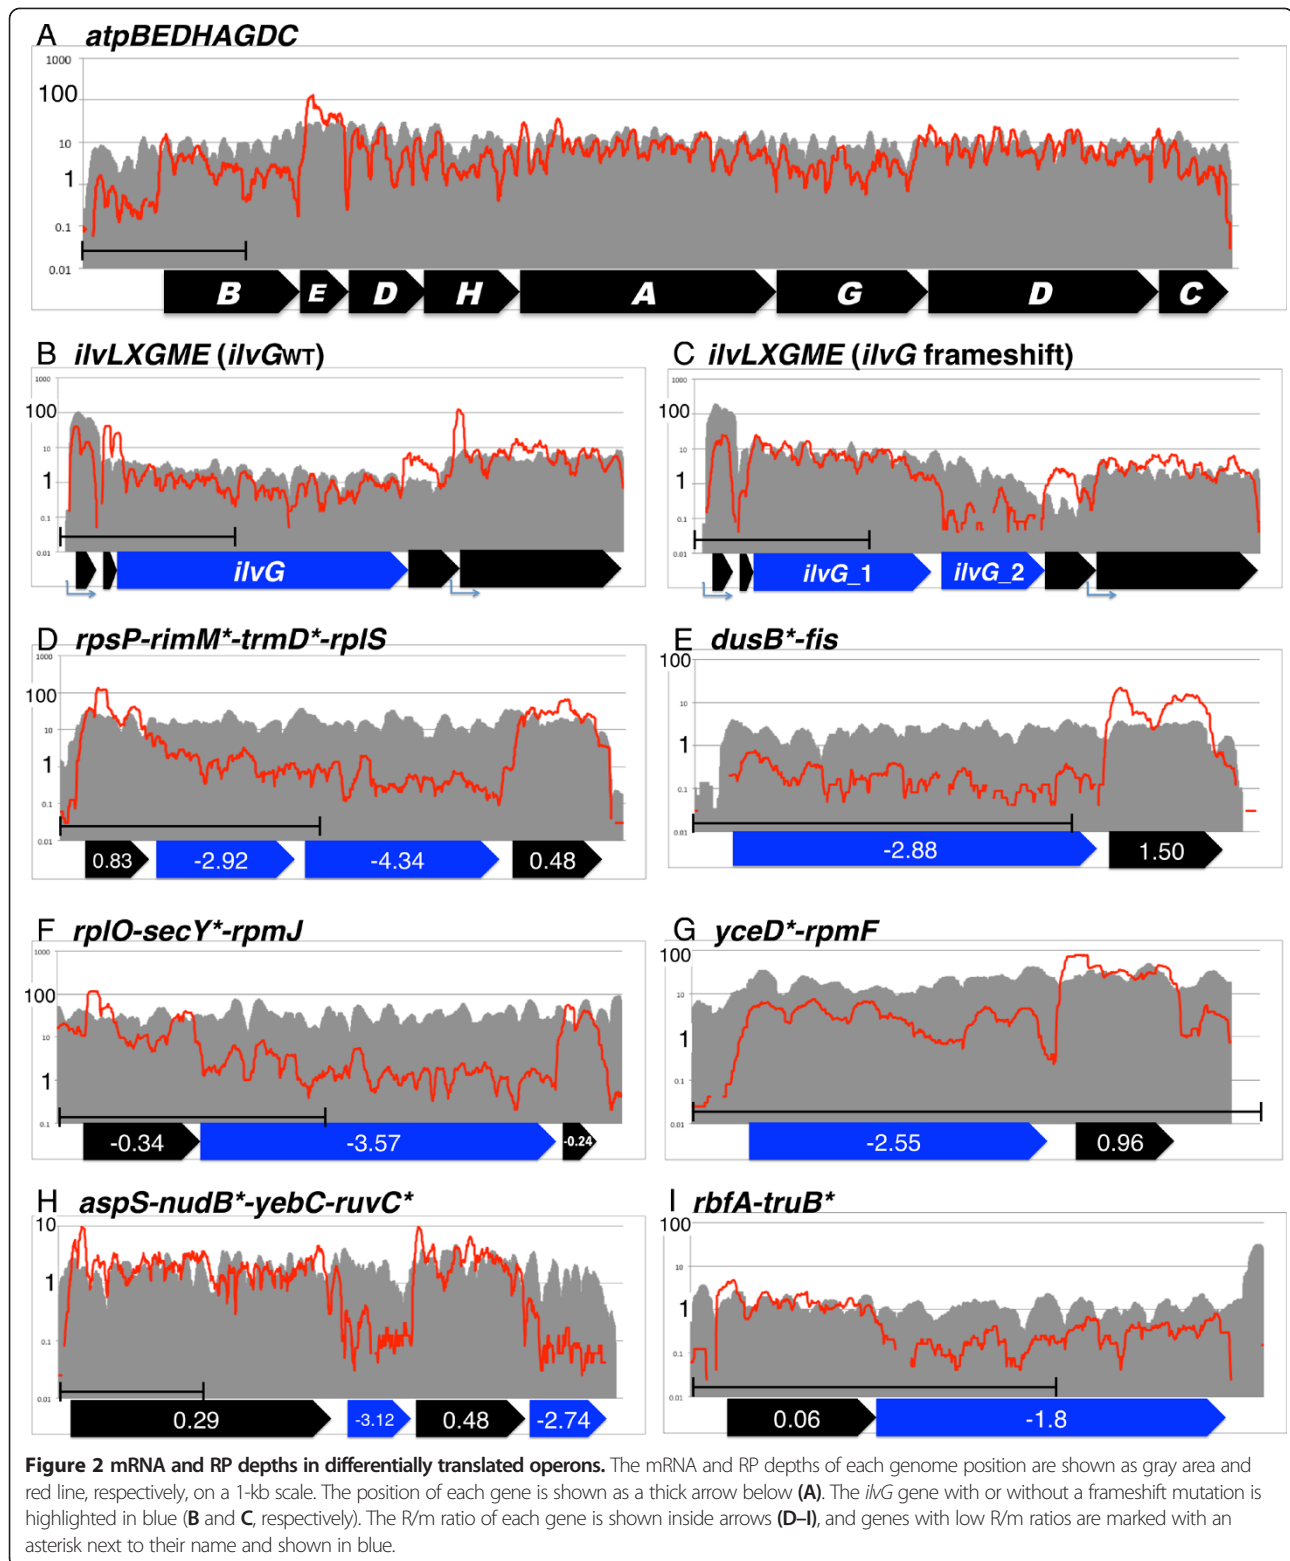 A atpBEDHAGDC
1000
100
10
1
0.1
0.01
B E D H A G D C
B ilvLXGME (ilvGWT)
1000
100
10
1
0.1
0.01
ilvG
C ilvLXGME (ilvG frameshift)
1000
100
10
1
0.1
0.01
ilvG_1 ilvG_2
D rpsP-rimM*-trmD*-rplS
1000
100
10
1
0.1
0.01
0.83 -2.92 -4.34 0.48
E dusB*-fis
100
10
1
0.1
0.01
-2.88 1.50
F rplO-secY*-rpmJ
1000
100
10
1
0.1
-0.34 -3.57 -0.24
G yceD*-rpmF
100
10
1
0.1
0.01
-2.55 0.96
H aspS-nudB*-yebC-ruvC*
10
1
0.1
0.01
0.29 -3.12 0.48 -2.74
I rbfA-truB*
100
10
1
0.1
0.01
0.06 -1.8
Figure 2 mRNA and RP depths in differentially translated operons. The mRNA and RP depths of each genome position are shown as gray area and
red line, respectively, on a 1-kb scale. The position of each gene is shown as a thick arrow below (A). The ilvG gene with or without a frameshift mutation is
highlighted in blue (B and C, respectively). The R/m ratio of each gene is shown inside arrows (D–I), and genes with low R/m ratios are marked with an
asterisk next to their name and shown in blue.